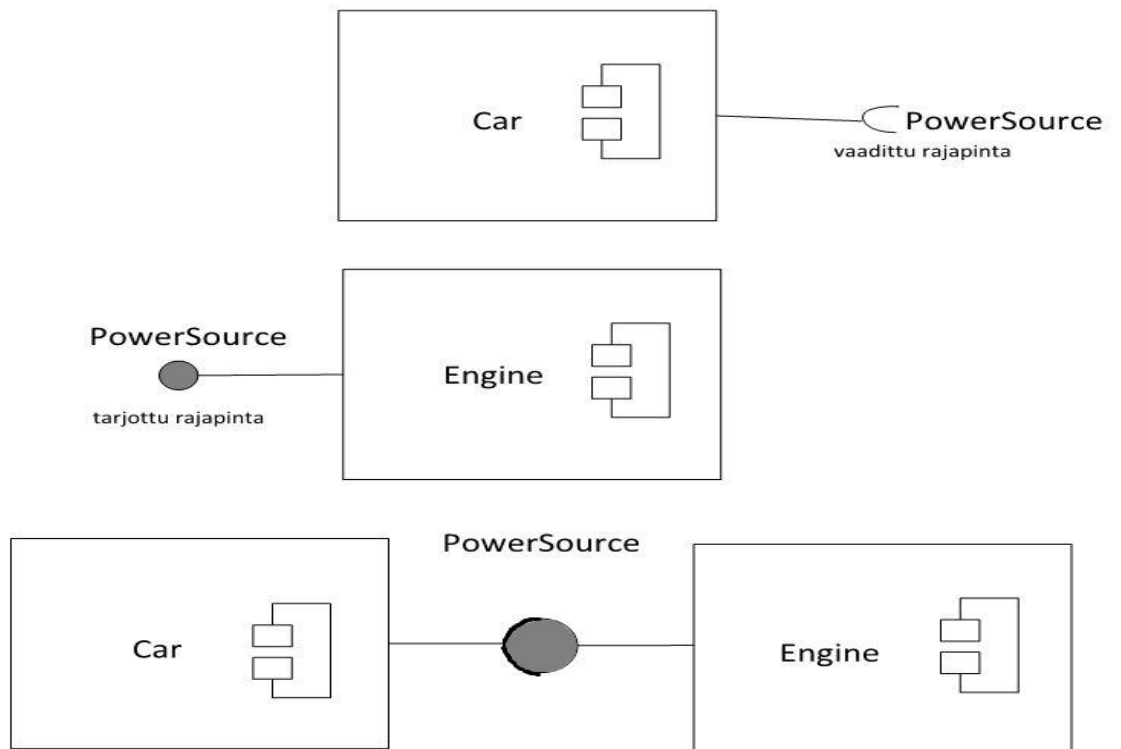 Car
PowerSource
vaadittu rajapinta
PowerSource
tarjottu rajapinta
Engine
PowerSource
Car
Engine